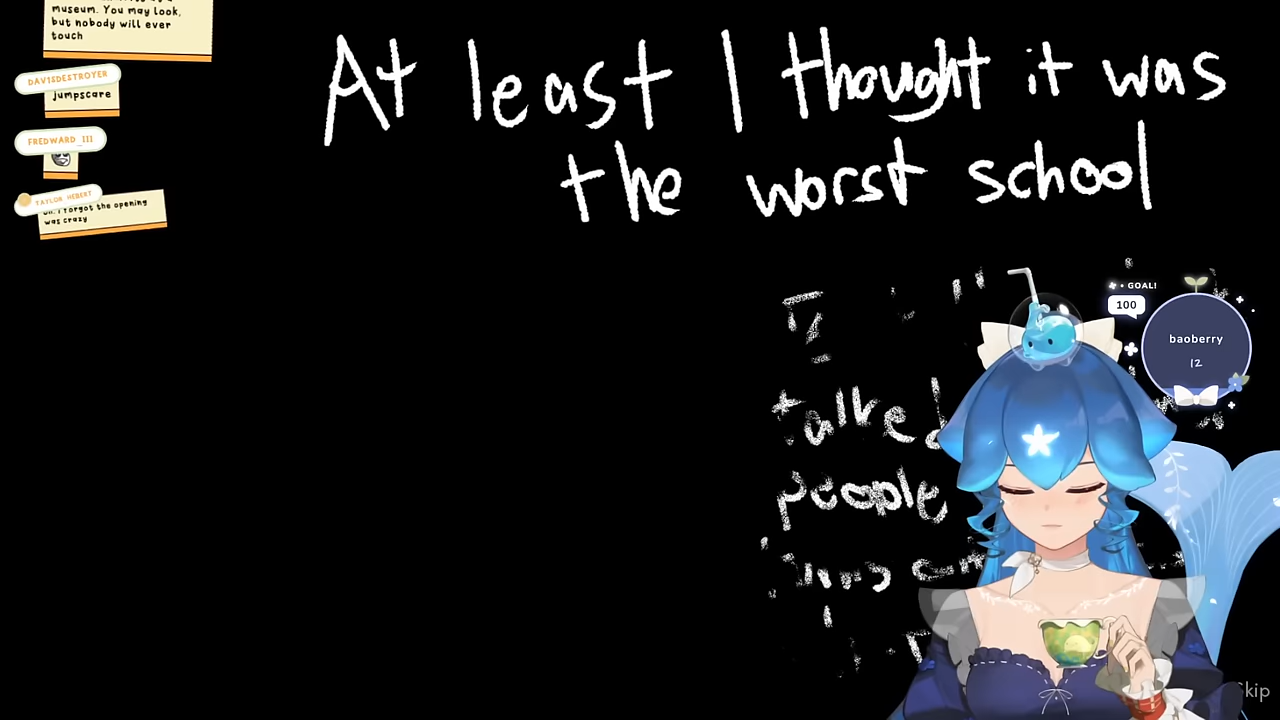 museum. You may look,
but nobody will ever
touch
DAV1SDESTROYER
jumpscare
FREDWARD_III
TAYLOR HEBERT
I forgot the opening
was crazy
At least I thought it was
the worst school
talked
people
GOAL!
100
baoberry
12
Skip